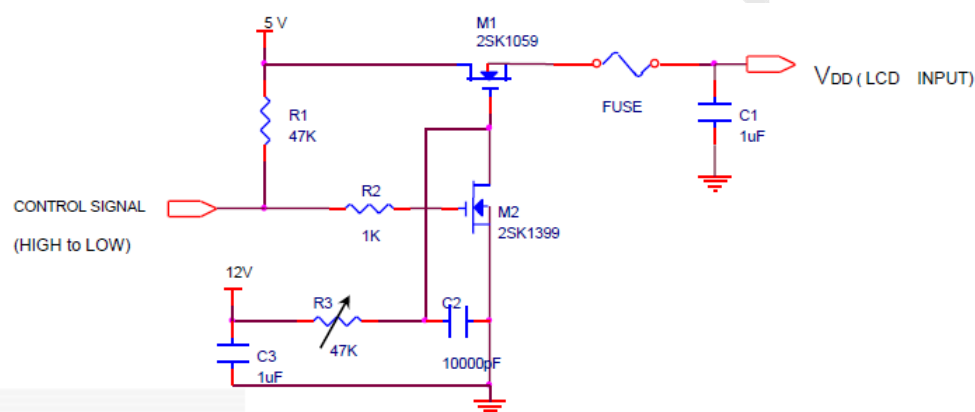 5 V
M1
2SK1059
VDD ( LCD INPUT)
FUSE
R1
47K
C1
1uF
CONTROL SIGNAL
(HIGH to LOW)
R2
1K
M2
2SK1399
12V
R3
47K
C2
10000pF
C3
1uF